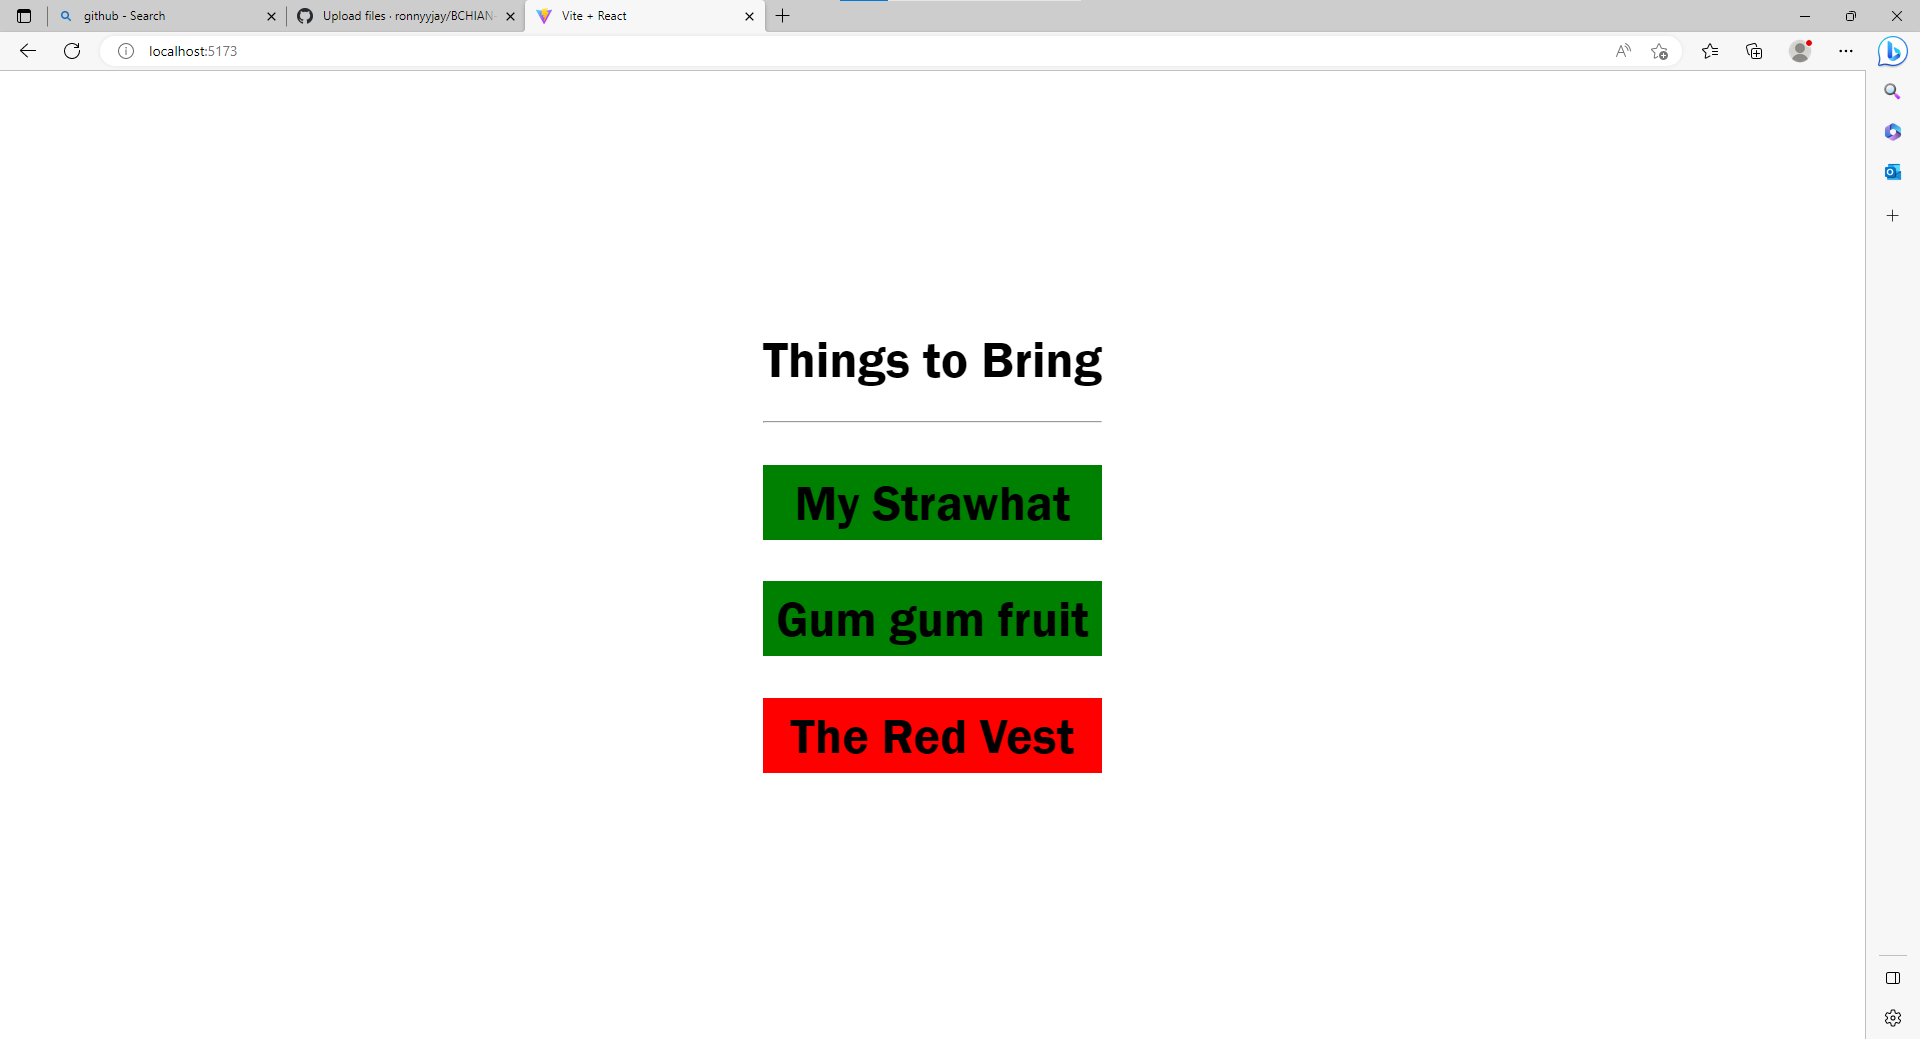 github - Search
Upload files · ronnyyjay/BCHIAN-
Vite + React
localhost:5173
Things to Bring
My Strawhat
Gum gum fruit
The Red Vest